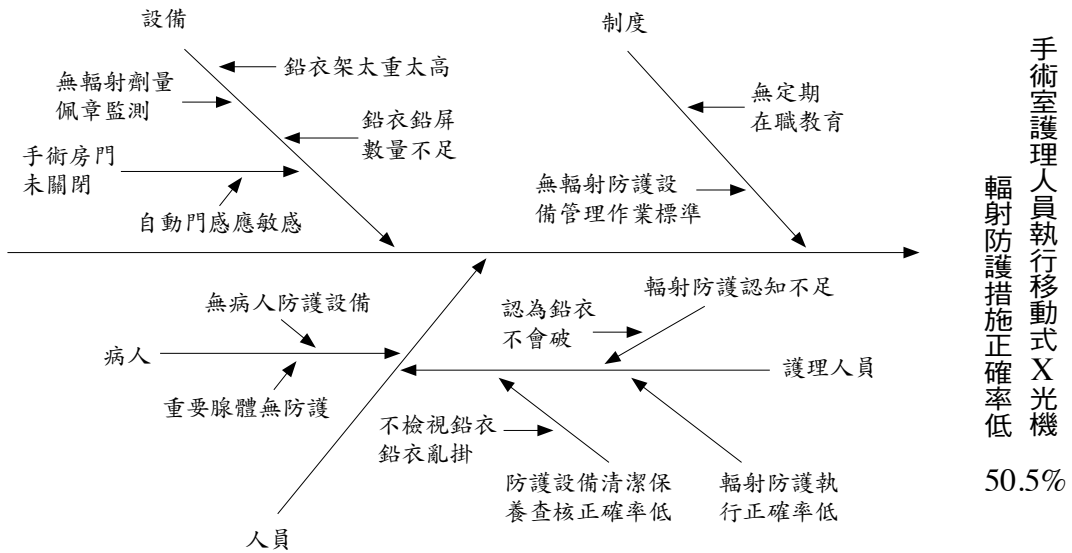 設備
鉛衣架太重太高
無輻射劑量
佩章監測
鉛衣鉛屏
數量不足
手術房門
未關閉
自動門感應敏感
制度
無定期
在職教育
無輻射防護設
備管理作業標準
無病人防護設備
病人
重要腺體無防護
人員
輻射防護認知不足
認為鉛衣
不會破
護理人員
不檢視鉛衣
鉛衣亂掛
防護設備清潔保
養查核正確率低
輻射防護執
行正確率低
手術室護理人員執行移動式X光機
輻射防護措施正確率低
50.5%